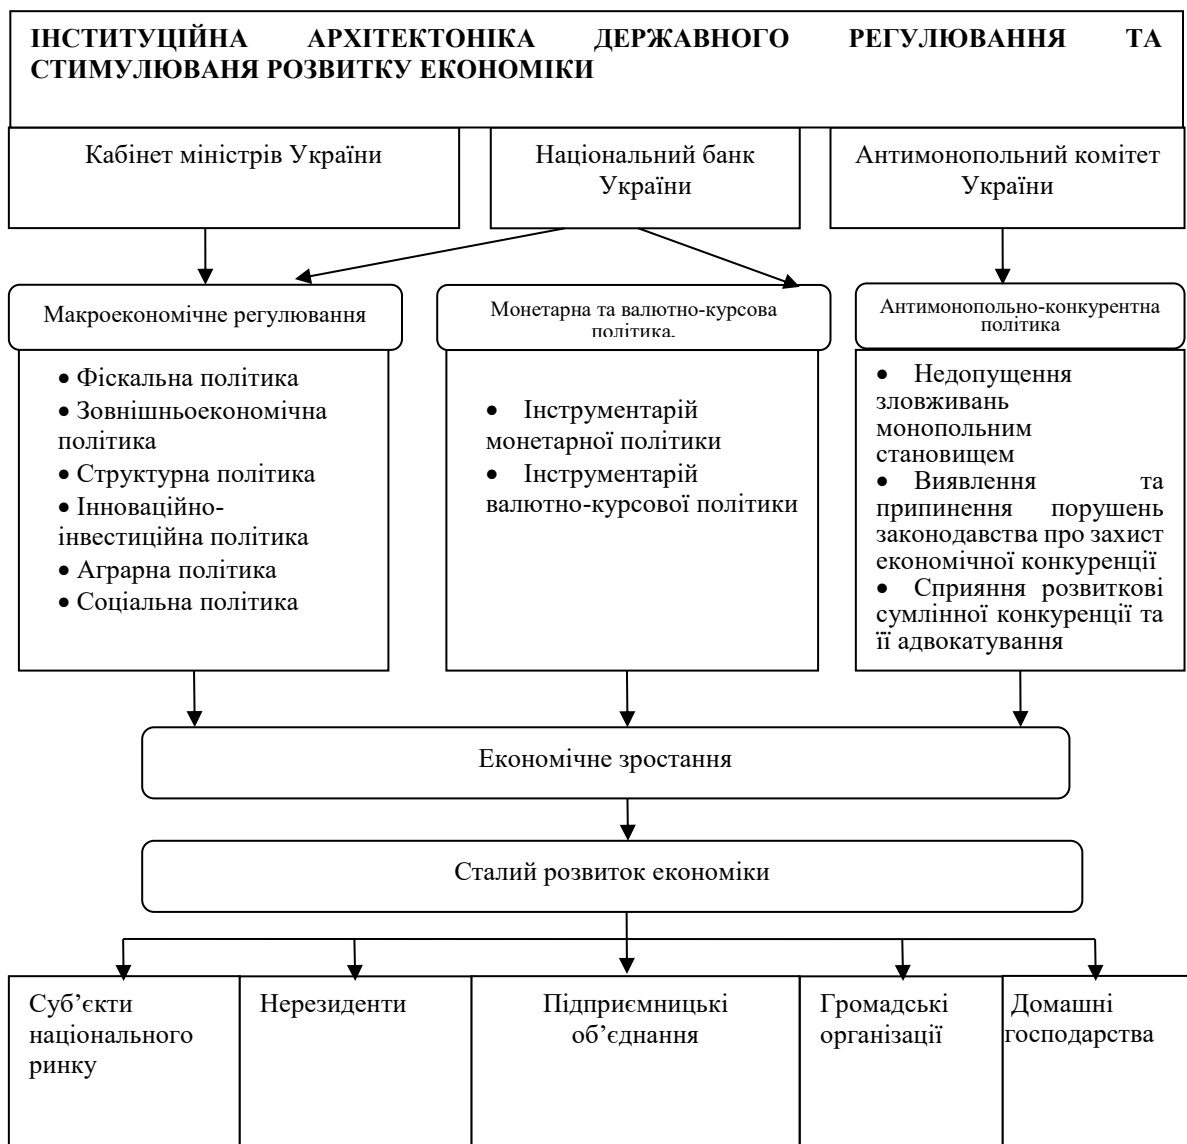 ІНСТИТУЦІЙНА АРХІТЕКТОНІКА ДЕРЖАВНОГО РЕГУЛЮВАННЯ ТА
СТИМУЛЮВАНЯ РОЗВИТКУ ЕКОНОМІКИ
Кабінет міністрів України
Національний банк
України
Антимонопольний комітет
України
Макроекономічне регулювання
Монетарна та валютно-курсова
політика.
Антимонопольно-конкурентна
політика
• Фіскальна політика
• Зовнішньоекономічна
політика
• Структурна політика
• Інноваційно-
інвестиційна політика
• Аграрна політика
• Соціальна політика
• Інструментарій
монетарної політики
• Інструментарій
валютно-курсової політики
• Недопущення
зловживань
монопольним
становищем
• Виявлення та
припинення порушень
законодавства про захист
економічної конкуренції
• Сприяння розвиткові
сумлінної конкуренції та
її адвокатування
Економічне зростання
Сталий розвиток економіки
Суб’єкти
національного
ринку
Нерезиденти
Підприємницькі
об’єднання
Громадські
організації
Домашні
господарства